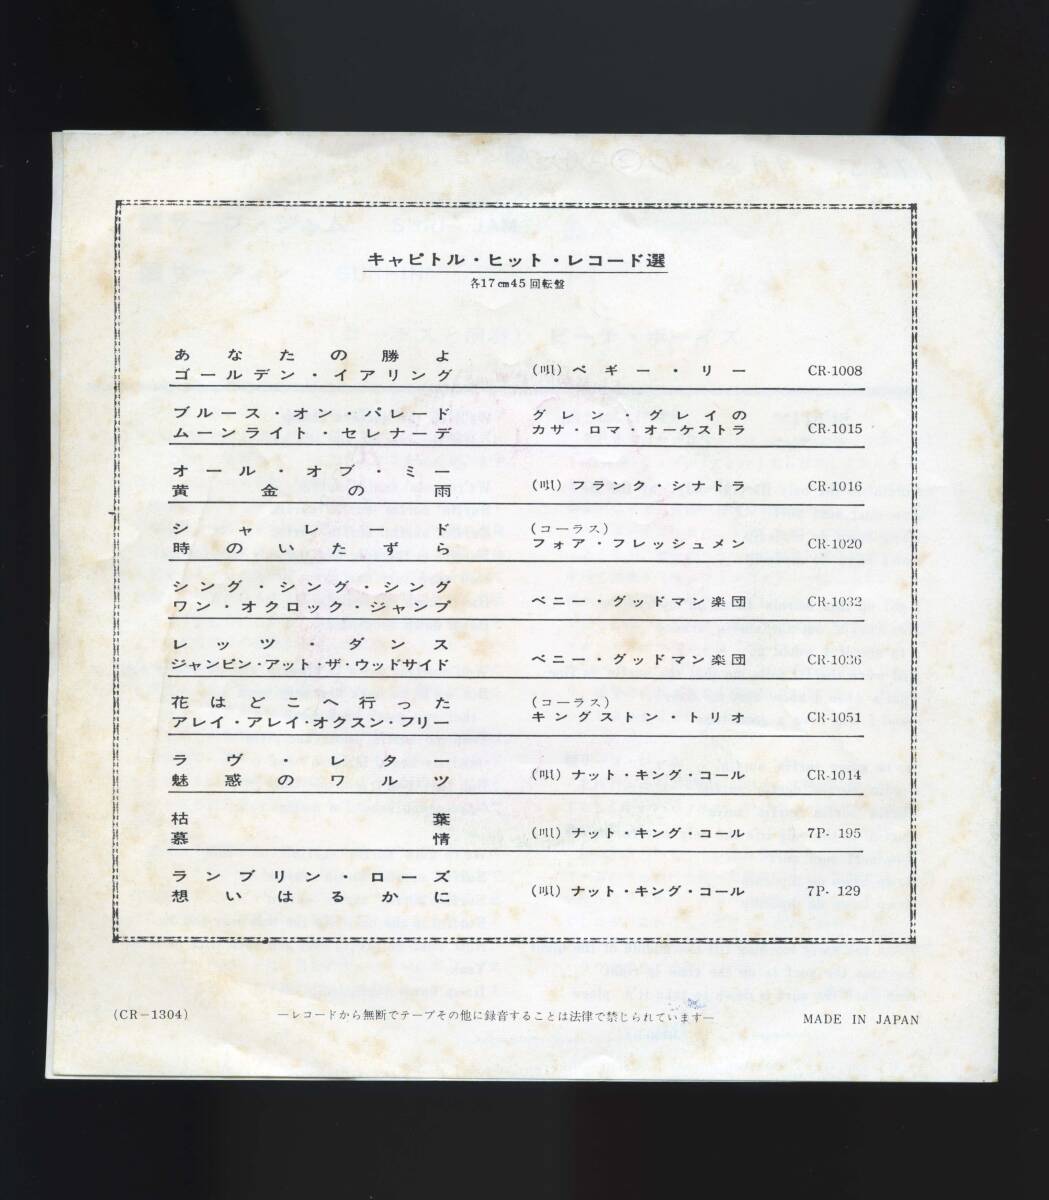 キャピトル・ヒット・レコード選
各17cm45回転盤
あなたの勝よ
ゴールデン・イアリング
(唄) ペギー・リー
CR-1008
ブルース・オン・パレード
ムーンライト・セレナーデ
グレン・グレイの
カサ・ロマ・オーケストラ
CR-1015
オール・オブ・ミー
黄金の雨
(唄) フランク・シナトラ
CR-1016
シャレード
時のいたずら
(コーラス)
フォア・フレッシュメン
CR-1020
シング・シング・シング
ワン・オクロック・ジャンプ
ベニー・グッドマン楽団
CR-1032
レッツ・ダンス
ジャンピン・アット・ザ・ウッドサイド
ベニー・グッドマン楽団
CR-1036
花はどこへ行った
アレイ・アレイ・オクスン・フリー
(コーラス)
キングストン・トリオ
CR-1051
ラヴ・レター
魅惑のワルツ
(唄) ナット・キング・コール
CR-1014
枯葉
慕情
(唄) ナット・キング・コール
7P- 195
ランブリン・ローズ
想いはるかに
(唄) ナット・キング・コール
7P- 129
(CR-1304)
―レコードから無断でテープその他に録音することは法律で禁じられています―
MADE IN JAPAN